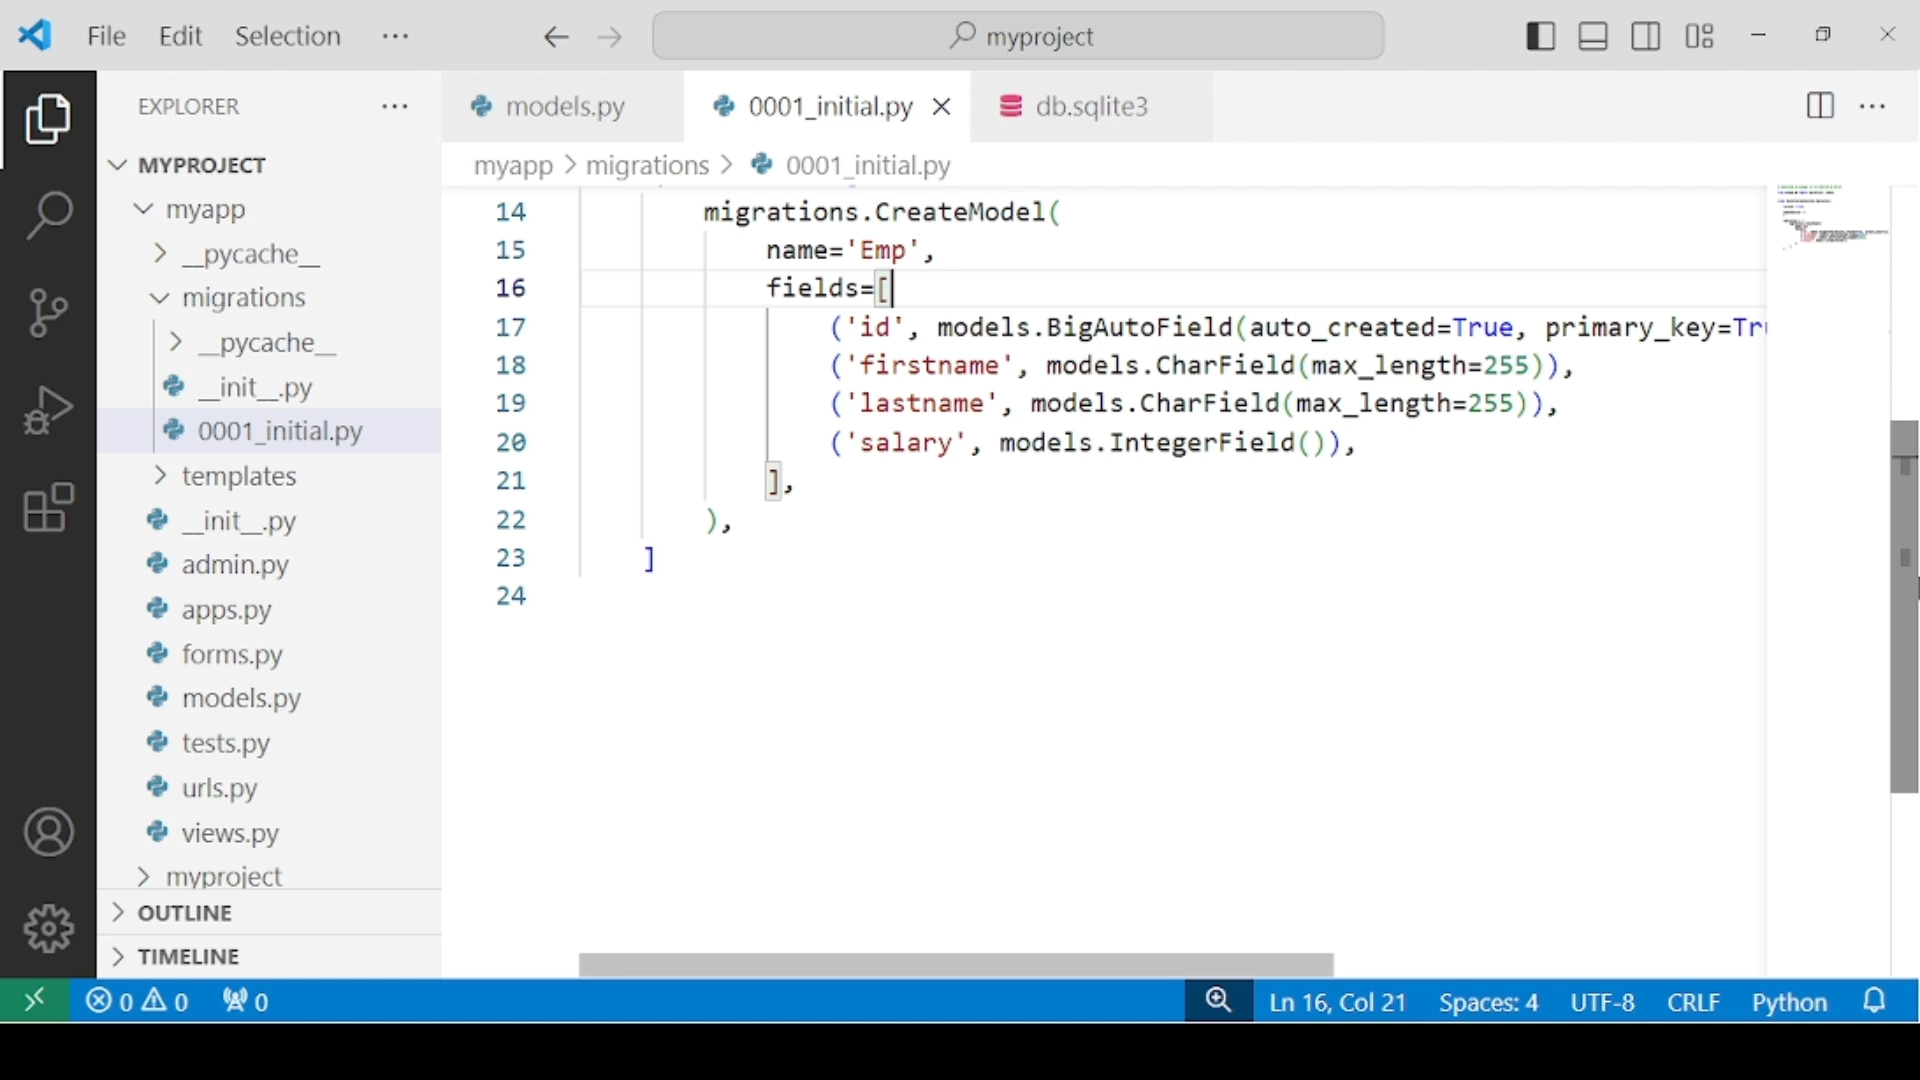 File Edit Selection ···
myproject
EXPLORER ···
MYPROJECT
myapp
__pycache__
migrations
__pycache__
__init__.py
0001_initial.py
templates
__init__.py
admin.py
apps.py
forms.py
models.py
tests.py
urls.py
views.py
myproject
OUTLINE
TIMELINE
models.py 0001_initial.py db.sqlite3 ···
myapp > migrations > 0001_initial.py
14 migrations.CreateModel(
15 name='Emp',
16 fields=[
17 ('id', models.BigAutoField(auto_created=True, primary_key=Tru
18 ('firstname', models.CharField(max_length=255)),
19 ('lastname', models.CharField(max_length=255)),
20 ('salary', models.IntegerField()),
21 ],
22 ),
23 ]
24
0 0 0 Ln 16, Col 21 Spaces: 4 UTF-8 CRLF Python